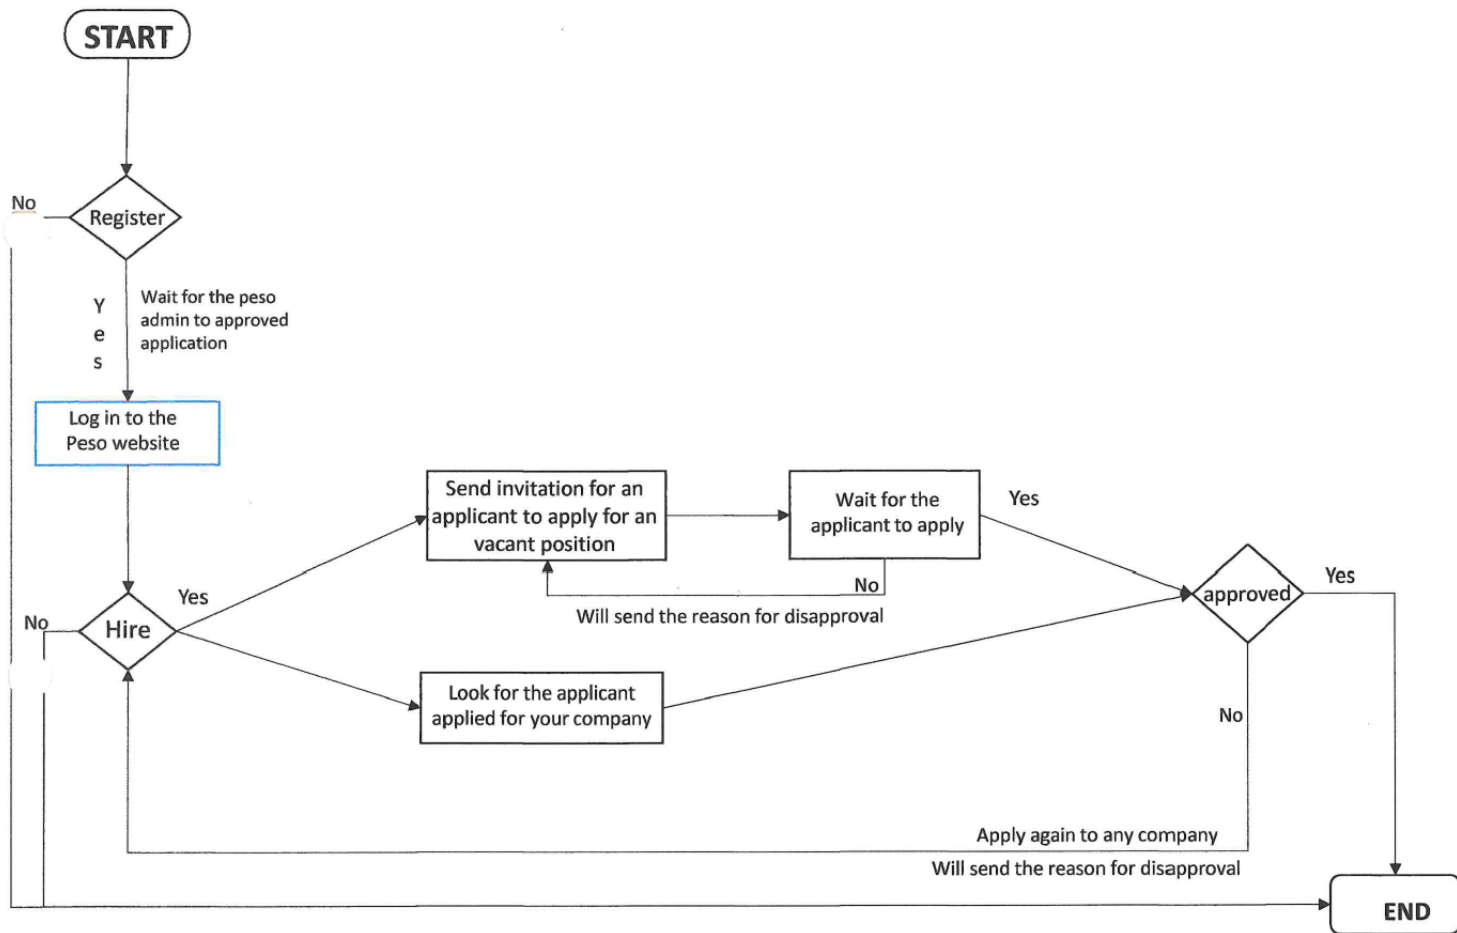 START
No
Register
Yes
Wait for the peso
admin to approved
application
Log in to the
Peso website
Send invitation for an
applicant to apply for an
vacant position
Wait for the
applicant to apply
Yes
No
Will send the reason for disapproval
approved
Yes
Yes
No
Hire
Look for the applicant
applied for your company
No
Apply again to any company
Will send the reason for disapproval
END